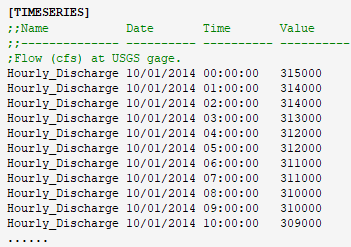 [TIMESERIES]
;;Name Date Time Value
;;-------------- ---------- ---------- ----------
;Flow (cfs) at USGS gage.
Hourly_Discharge 10/01/2014 00:00:00 315000
Hourly_Discharge 10/01/2014 01:00:00 314000
Hourly_Discharge 10/01/2014 02:00:00 314000
Hourly_Discharge 10/01/2014 03:00:00 313000
Hourly_Discharge 10/01/2014 04:00:00 312000
Hourly_Discharge 10/01/2014 05:00:00 312000
Hourly_Discharge 10/01/2014 06:00:00 311000
Hourly_Discharge 10/01/2014 07:00:00 311000
Hourly_Discharge 10/01/2014 08:00:00 310000
Hourly_Discharge 10/01/2014 09:00:00 310000
Hourly_Discharge 10/01/2014 10:00:00 309000
......